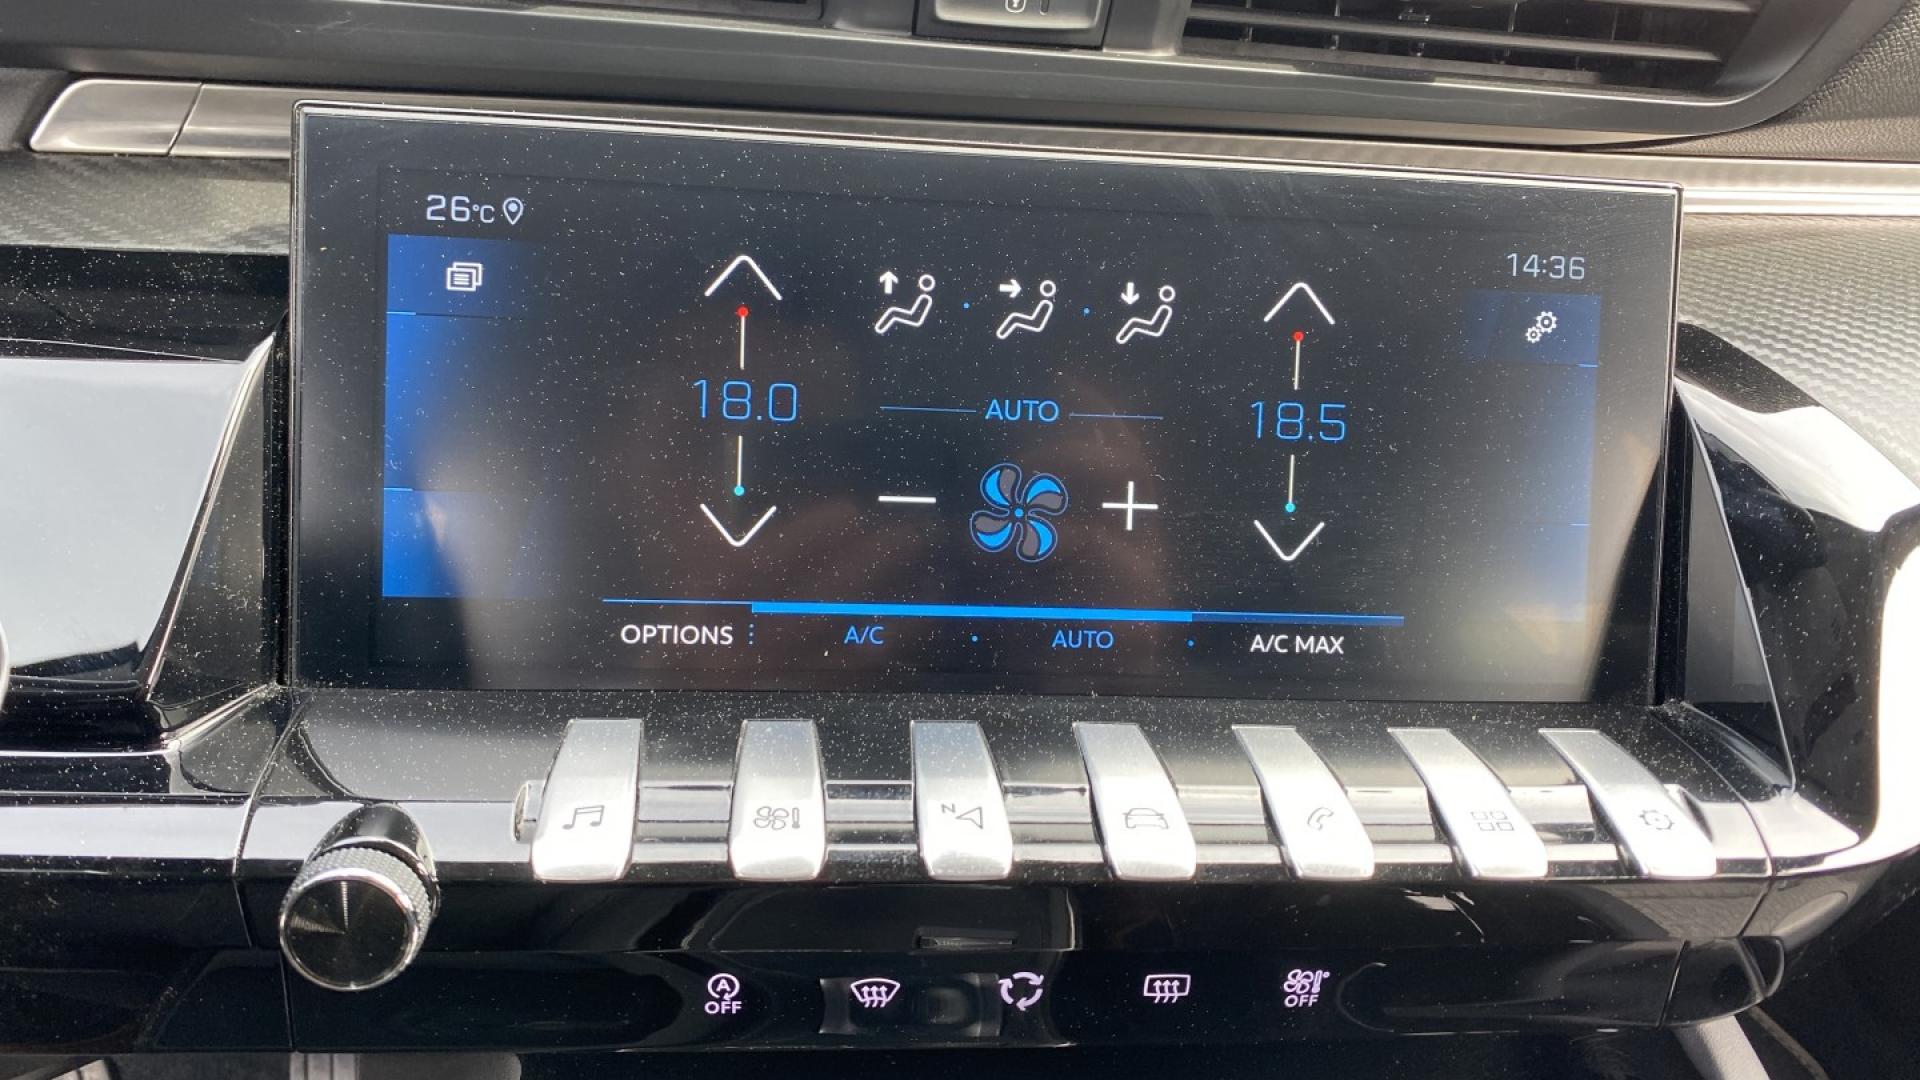 26°C
14:36
18.0
AUTO
18.5
OPTIONS A/C AUTO A/C MAX
N
A
OFF
OFF